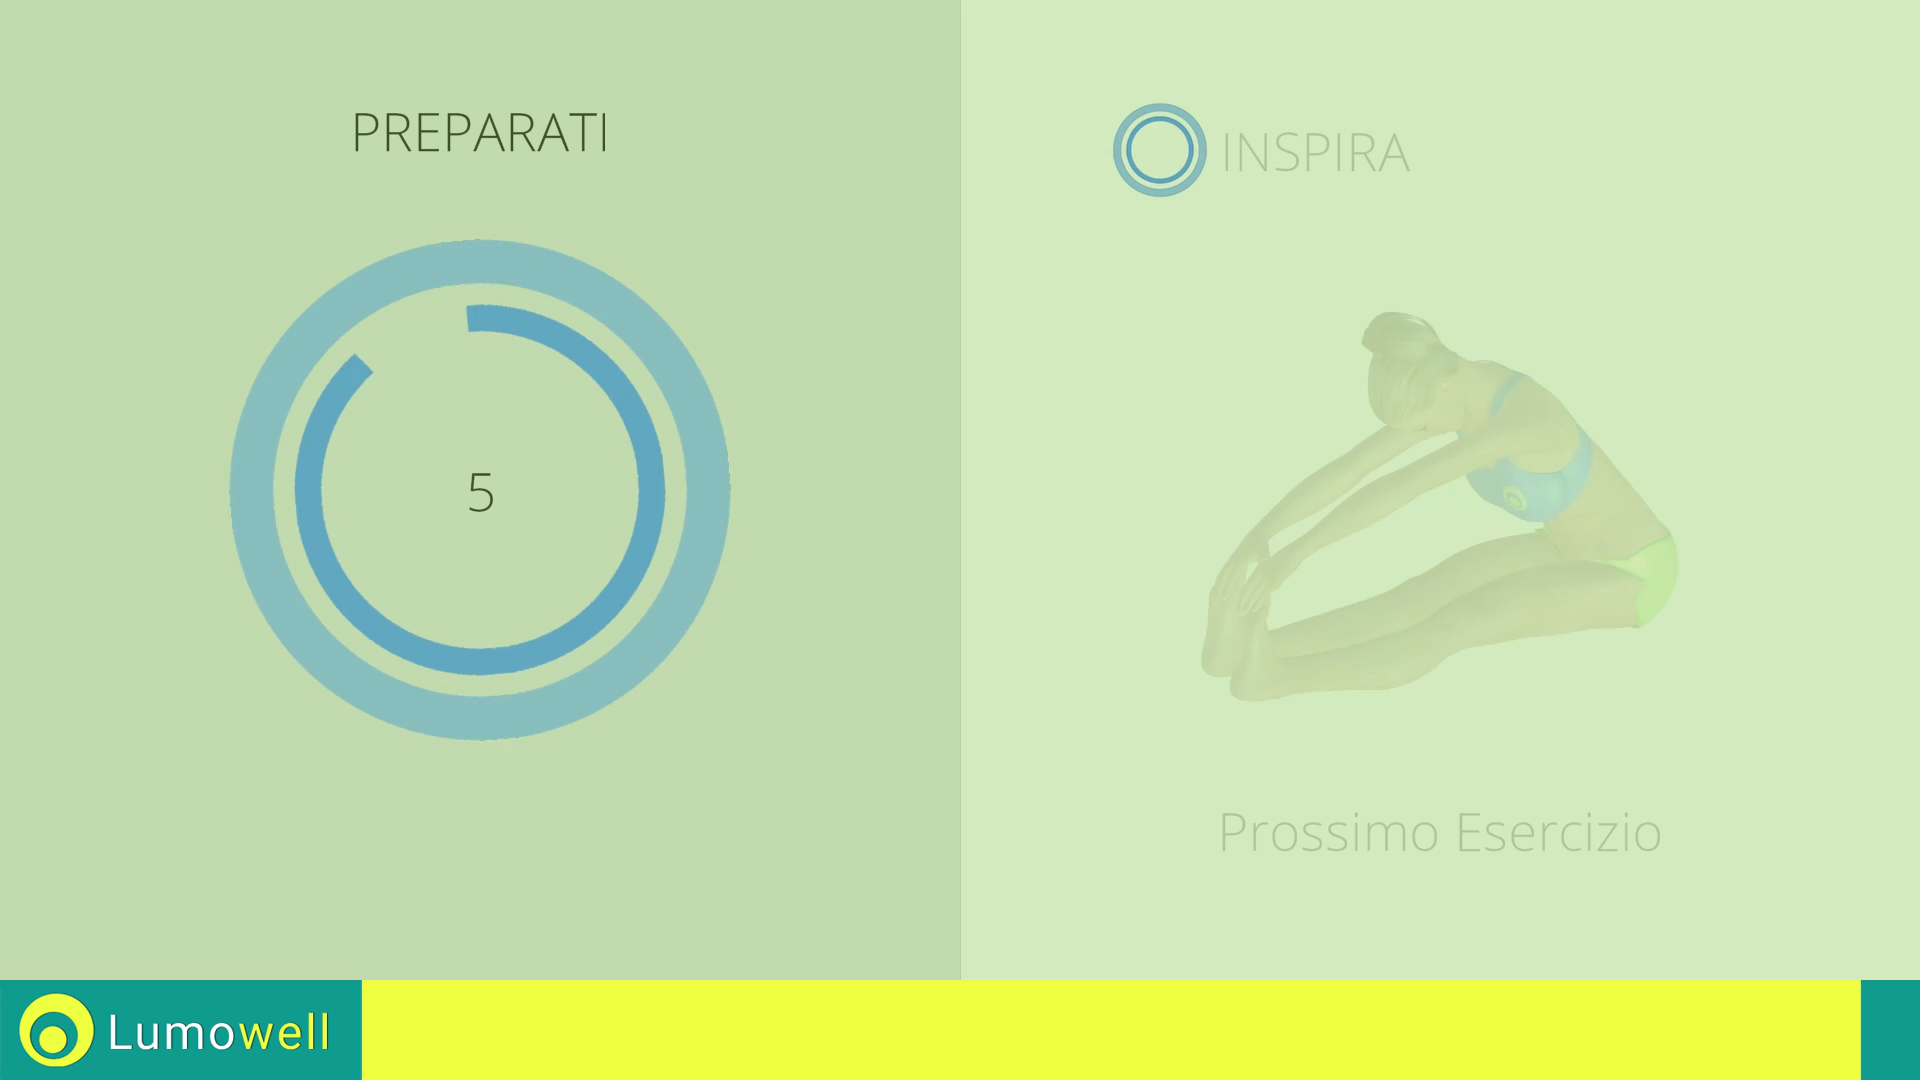 PREPARATI
5
INSPIRA
Prossimo Esercizio
Lumowell